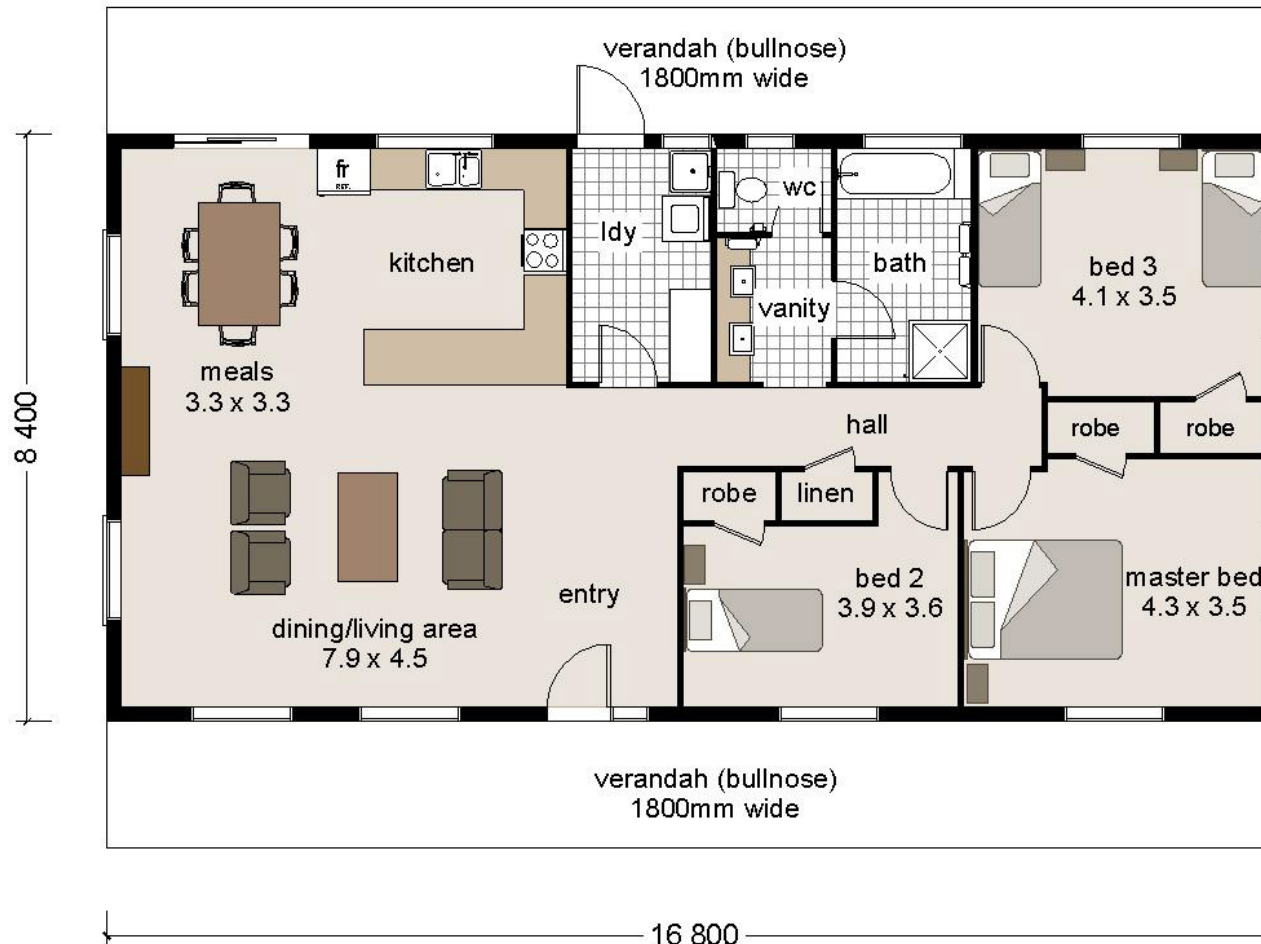 verandah (bullnose)
1800mm wide
fr
REF.
wc
ldy
kitchen
bath
bed 3
4.1 x 3.5
vanity
meals
3.3 x 3.3
8 400
hall
robe
robe
robe
linen
bed 2
3.9 x 3.6
master bed
4.3 x 3.5
entry
dining/living area
7.9 x 4.5
verandah (bullnose)
1800mm wide
16 800